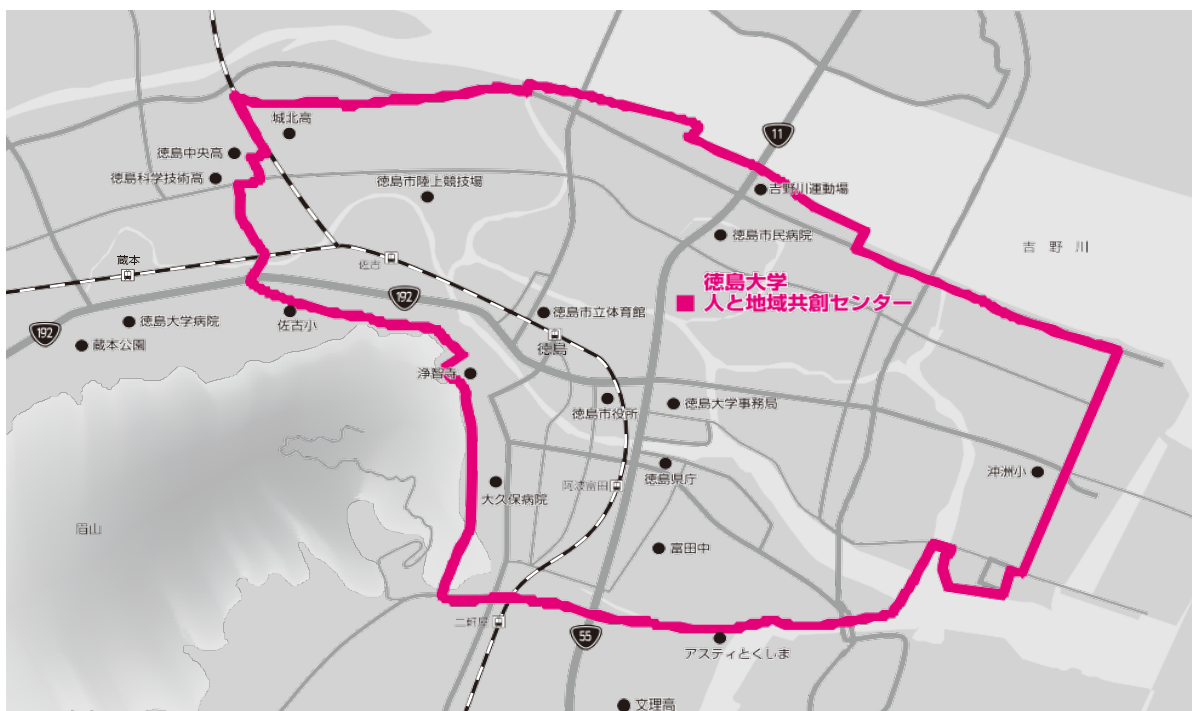 城北高
11
徳島中央高
徳島科学技術高
徳島市陸上競技場
吉野川運動場
徳島市民病院
吉野川
蔵本
佐古
徳島大学
人と地域共創センター
192
徳島大学病院
佐古小
徳島市立体育館
192
蔵本公園
徳島
浄智寺
徳島市役所
徳島大学事務局
沖洲小
徳島県庁
大久保病院
阿波富田
眉山
富田中
二軒屋
55
アスティとくしま
文理高